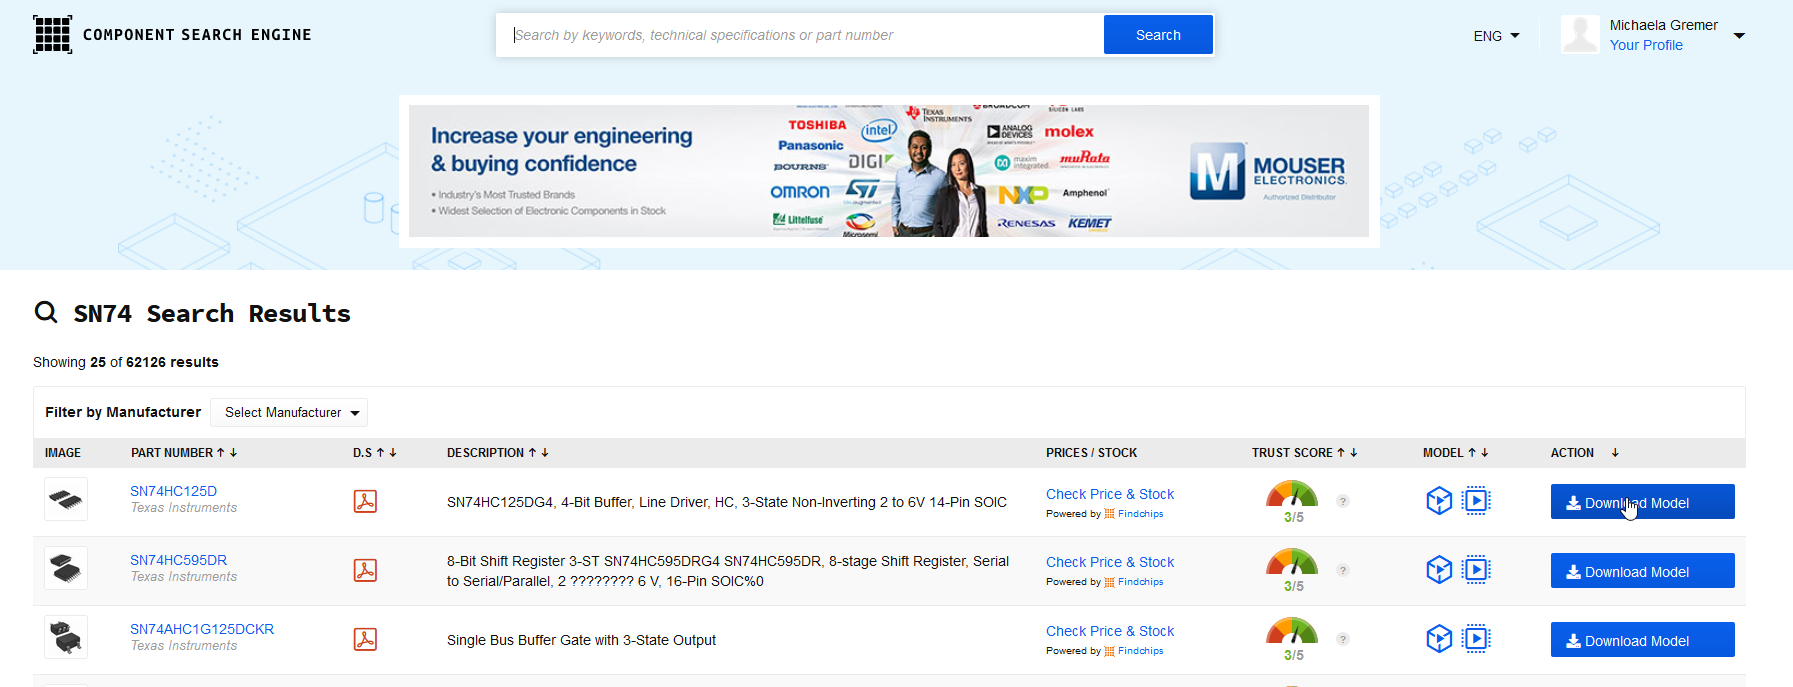 COMPONENT SEARCH ENGINE
Search by keywords, technical specifications or part number
Search
ENG
Michaela Gremer
Your Profile
Increase your engineering
& buying confidence
• Industry's Most Trusted Brands
• Widest Selection of Electronic Components in Stock
TOSHIBA
intel
TEXAS
INSTRUMENTS
BROADCOM
SILICON LABS
Panasonic
ANALOG
DEVICES
molex
BOURNS
DIGI
maxim
integrated
muRata
OMRON
ST
NXP
Amphenol
Littelfuse
Microsemi
RENESAS
KEMET
M
MOUSER
ELECTRONICS
Authorized Distributor
SN74 Search Results
Showing 25 of 62126 results
Filter by Manufacturer
Select Manufacturer
IMAGE PART NUMBER D.S DESCRIPTION PRICES / STOCK TRUST SCORE MODEL ACTION
SN74HC125D
Texas Instruments
SN74HC125DG4, 4-Bit Buffer, Line Driver, HC, 3-State Non-Inverting 2 to 6V 14-Pin SOIC
Check Price & Stock
Powered by Findchips
3/5
?
Download Model
SN74HC595DR
Texas Instruments
8-Bit Shift Register 3-ST SN74HC595DRG4 SN74HC595DR, 8-stage Shift Register, Serial
to Serial/Parallel, 2 ???????? 6 V, 16-Pin SOIC%0
Check Price & Stock
Powered by Findchips
3/5
?
Download Model
SN74AHC1G125DCKR
Texas Instruments
Single Bus Buffer Gate with 3-State Output
Check Price & Stock
Powered by Findchips
3/5
?
Download Model